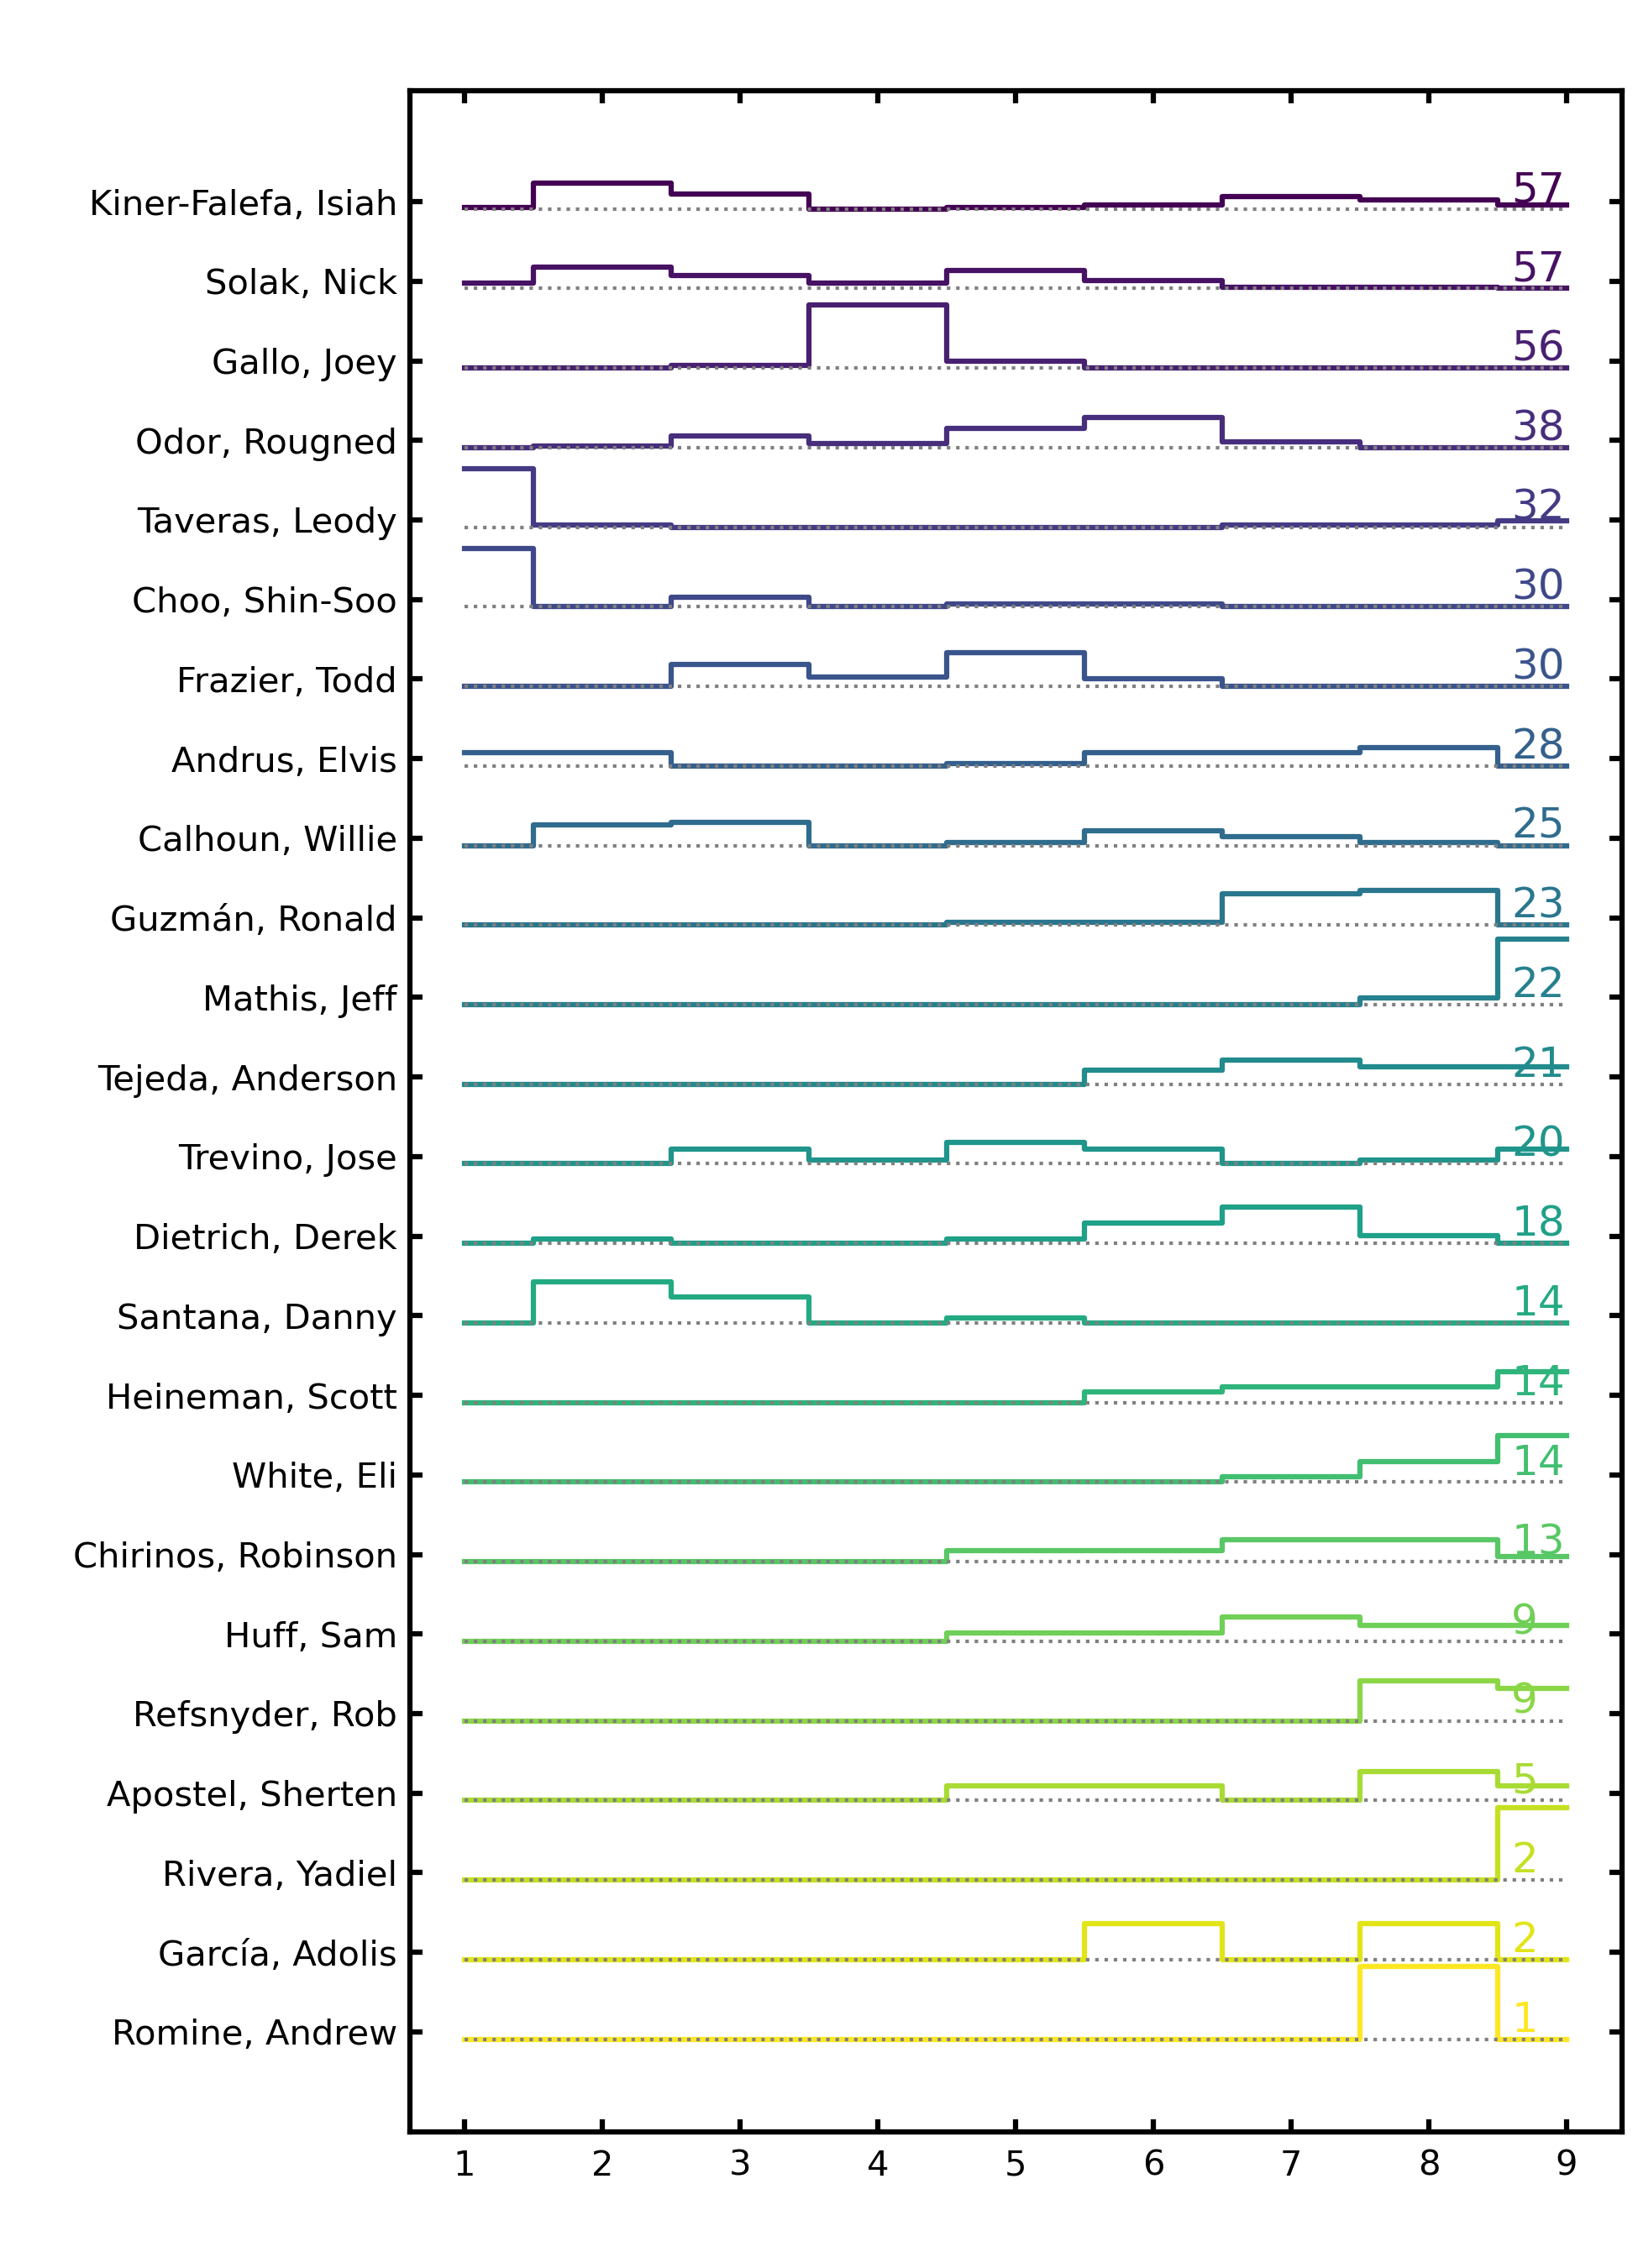 Kiner-Falefa, Isiah 57
Solak, Nick 57
Gallo, Joey 56
Odor, Rougned 38
Taveras, Leody 32
Choo, Shin-Soo 30
Frazier, Todd 30
Andrus, Elvis 28
Calhoun, Willie 25
Guzmán, Ronald 23
Mathis, Jeff 22
Tejeda, Anderson 21
Trevino, Jose 20
Dietrich, Derek 18
Santana, Danny 14
Heineman, Scott 14
White, Eli 14
Chirinos, Robinson 13
Huff, Sam 9
Refsnyder, Rob 9
Apostel, Sherten 5
Rivera, Yadiel 2
García, Adolis 2
Romine, Andrew 1
1 2 3 4 5 6 7 8 9